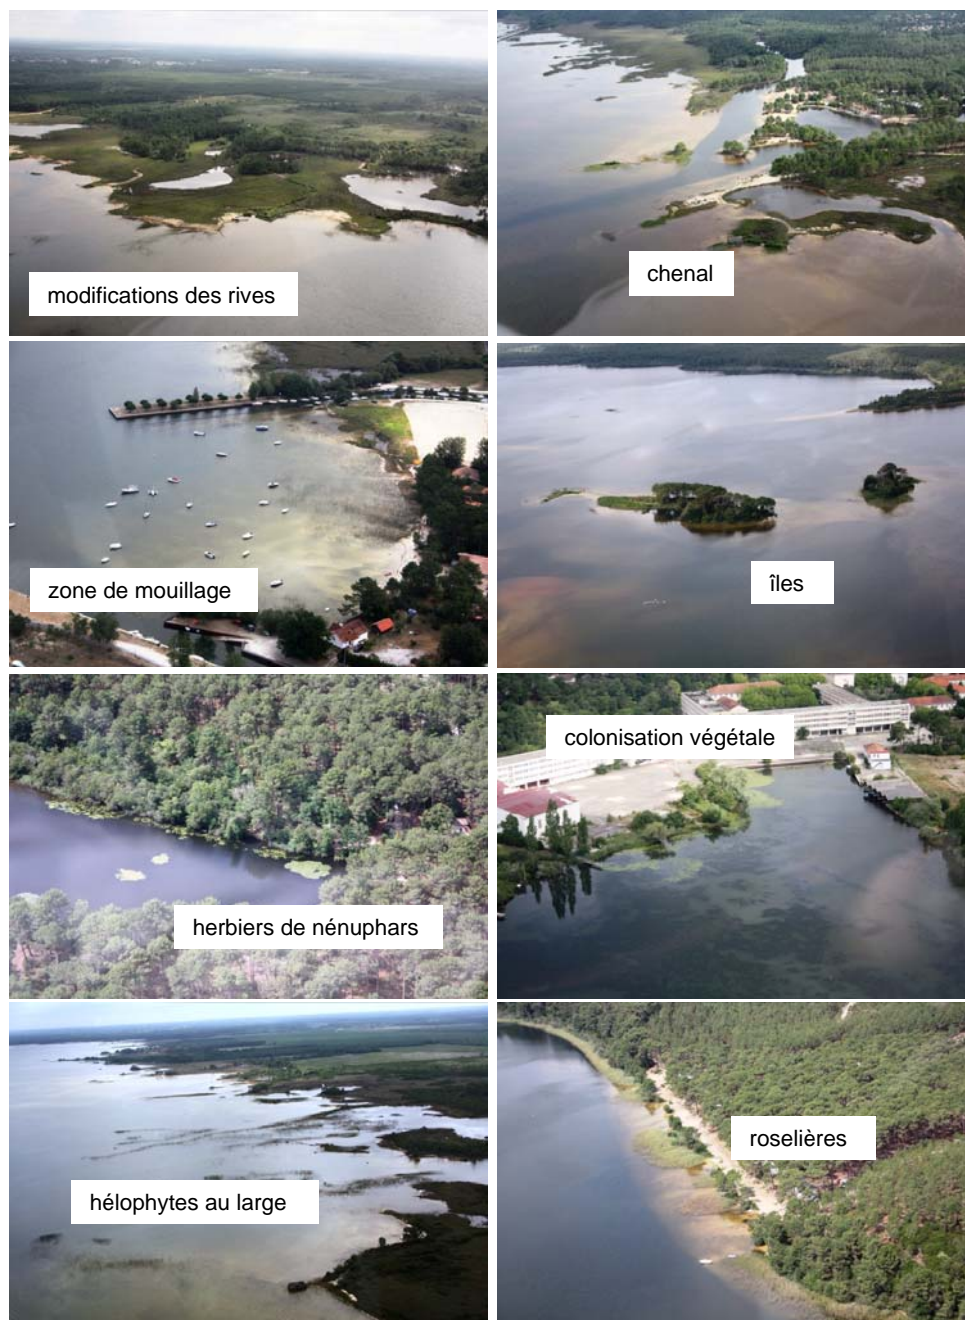 modifications des rives
chenal
zone de mouillage
îles
herbiers de nénuphars
colonisation végétale
hélophytes au large
roselières